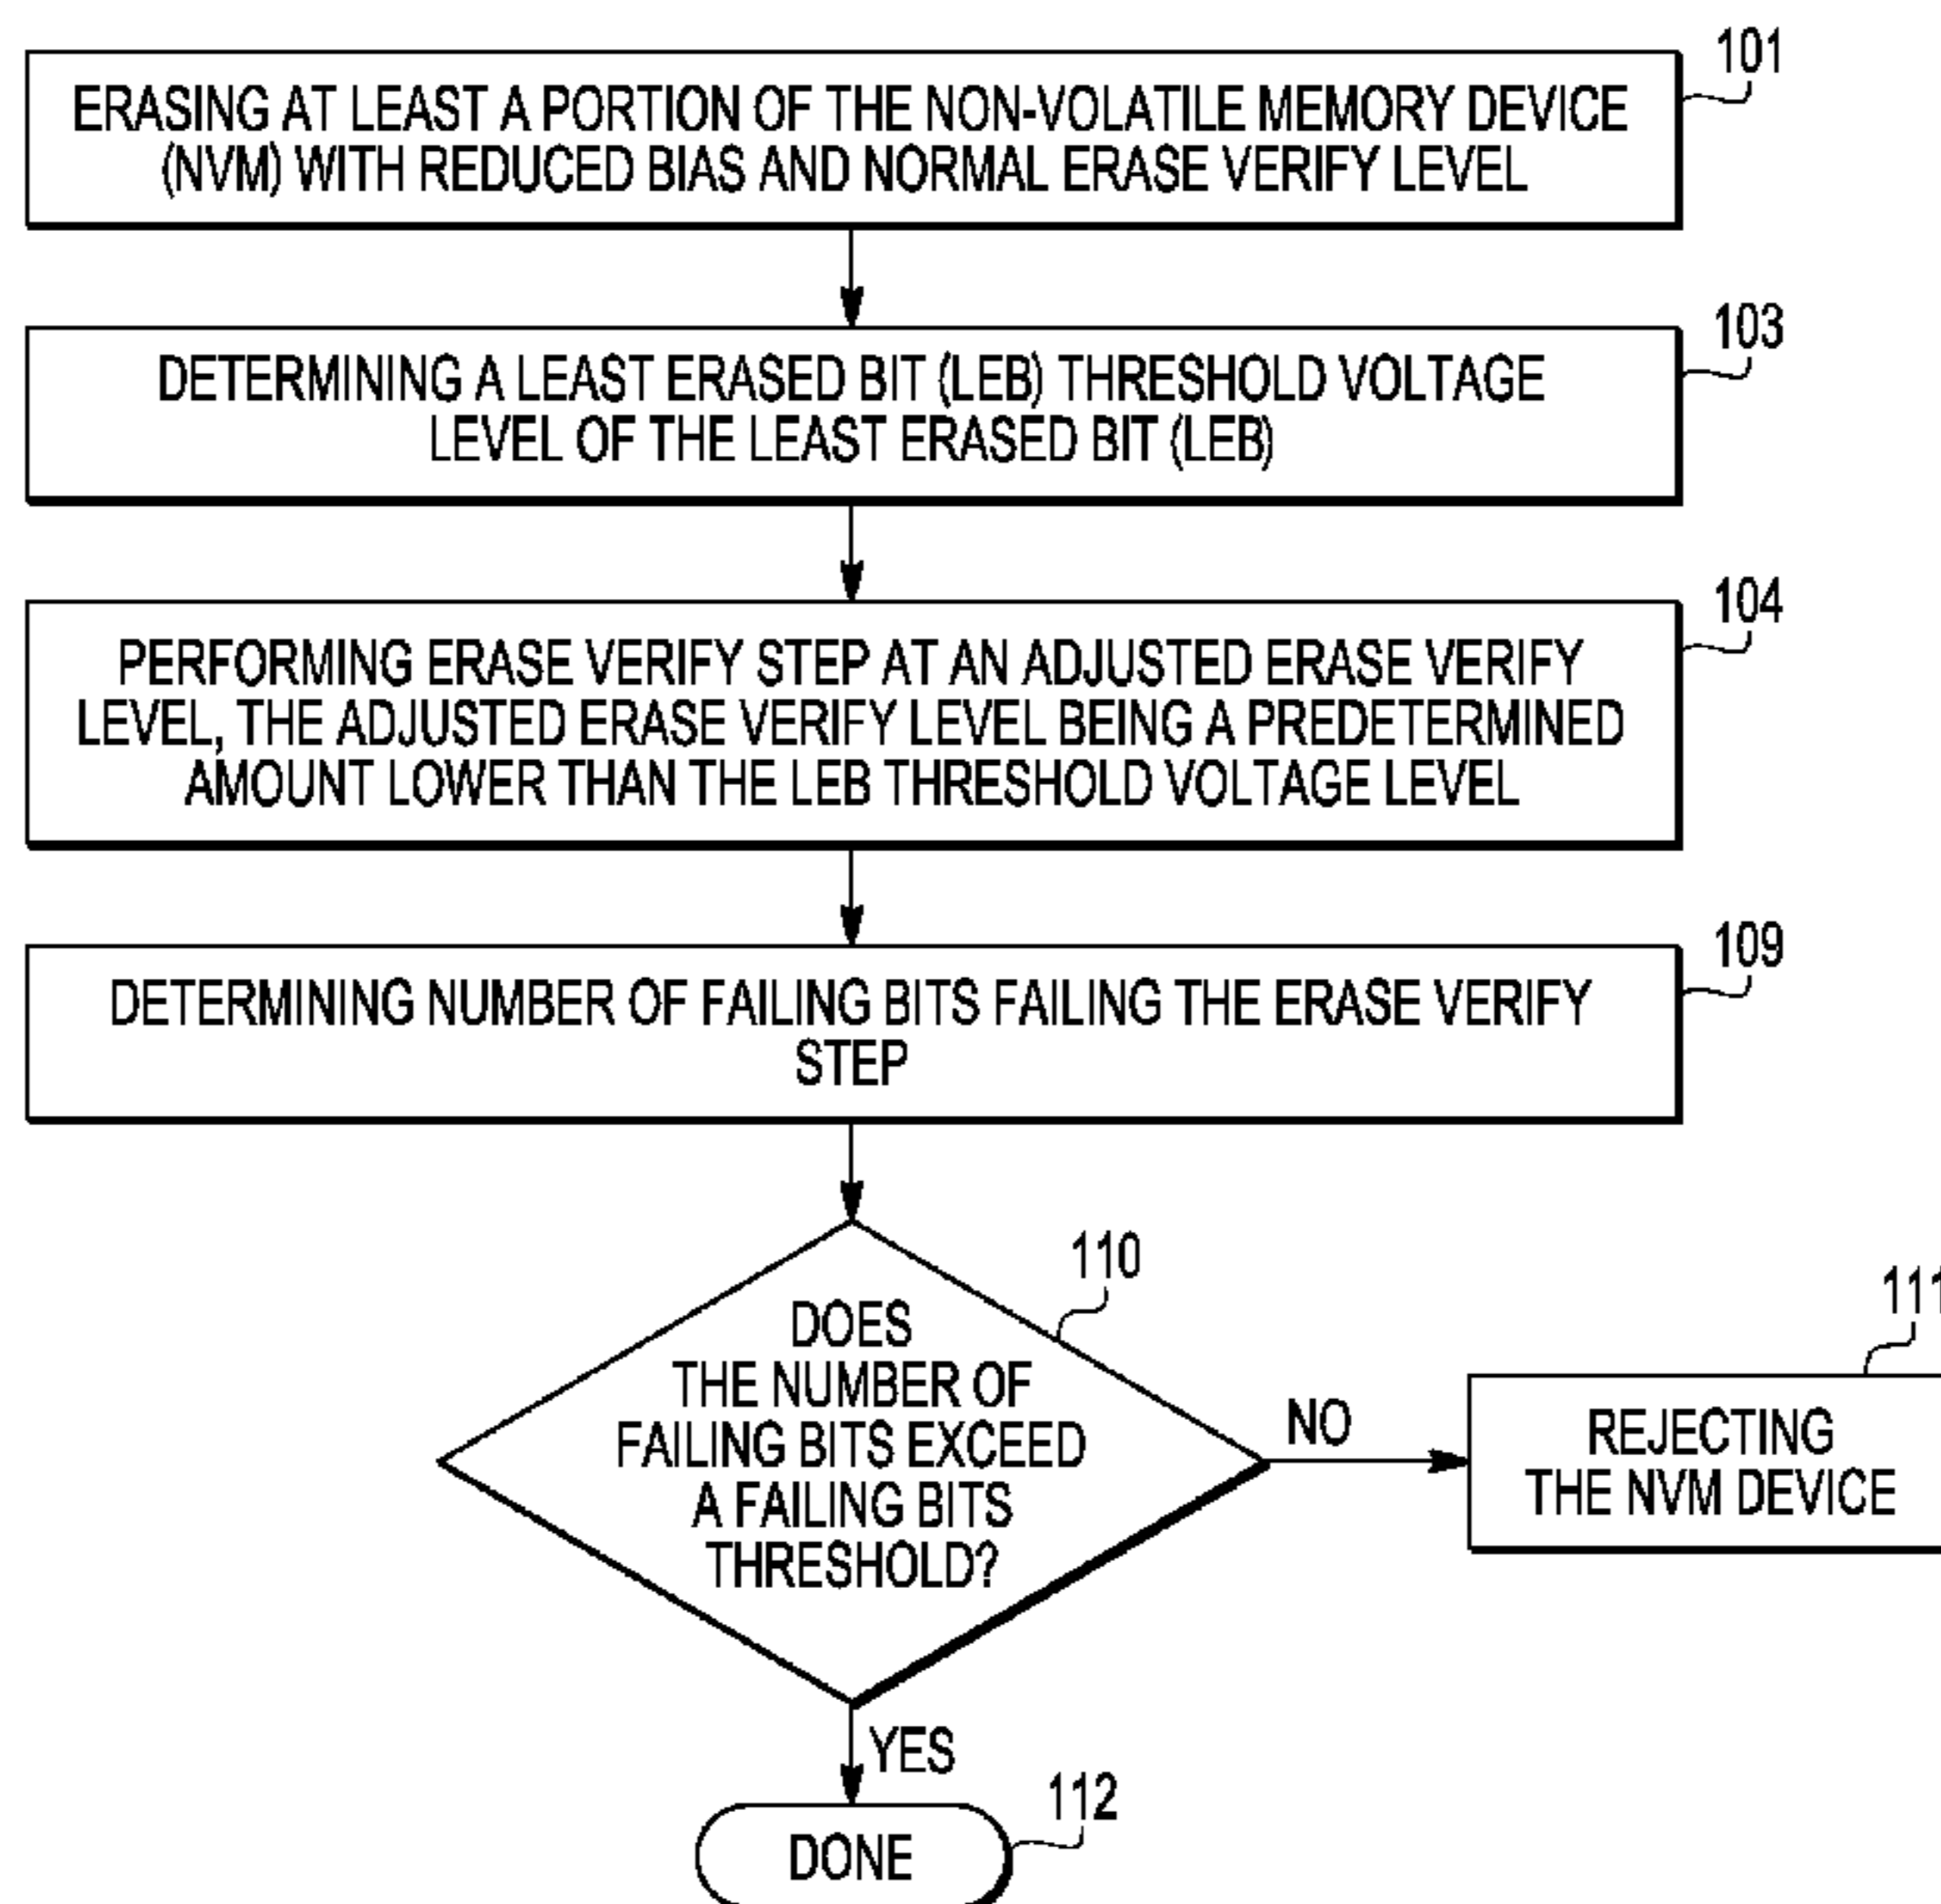 101
ERASING AT LEAST A PORTION OF THE NON-VOLATILE MEMORY DEVICE
(NVM) WITH REDUCED BIAS AND NORMAL ERASE VERIFY LEVEL
103
DETERMINING A LEAST ERASED BIT (LEB) THRESHOLD VOLTAGE
LEVEL OF THE LEAST ERASED BIT (LEB)
104
PERFORMING ERASE VERIFY STEP AT AN ADJUSTED ERASE VERIFY
LEVEL, THE ADJUSTED ERASE VERIFY LEVEL BEING A PREDETERMINED
AMOUNT LOWER THAN THE LEB THRESHOLD VOLTAGE LEVEL
109
DETERMINING NUMBER OF FAILING BITS FAILING THE ERASE VERIFY
STEP
110
DOES
THE NUMBER OF
FAILING BITS EXCEED
A FAILING BITS
THRESHOLD?
NO
111
REJECTING
THE NVM DEVICE
YES
112
DONE